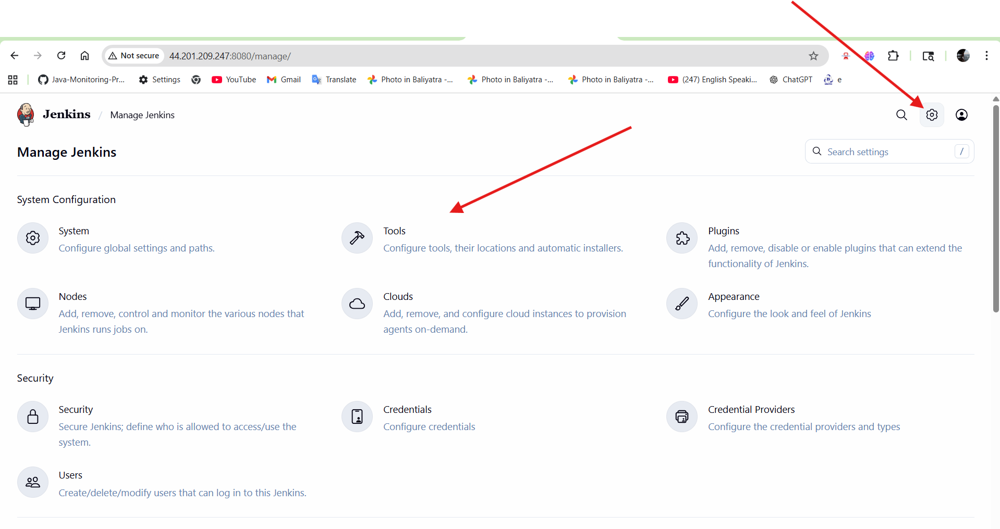 Not secure 44.201.209.247:8080/manage/
Java-Monitoring-Pr... Settings YouTube Gmail Translate Photo in Baliyatra -... Photo in Baliyatra -... Photo in Baliyatra -... (247) English Speaki... ChatGPT e
Jenkins / Manage Jenkins
Manage Jenkins
Search settings /
System Configuration
System
Configure global settings and paths.
Tools
Configure tools, their locations and automatic installers.
Plugins
Add, remove, disable or enable plugins that can extend the
functionality of Jenkins.
Nodes
Add, remove, control and monitor the various nodes that
Jenkins runs jobs on.
Clouds
Add, remove, and configure cloud instances to provision
agents on-demand.
Appearance
Configure the look and feel of Jenkins
Security
Security
Secure Jenkins; define who is allowed to access/use the
system.
Credentials
Configure credentials
Credential Providers
Configure the credential providers and types
Users
Create/delete/modify users that can log in to this Jenkins.